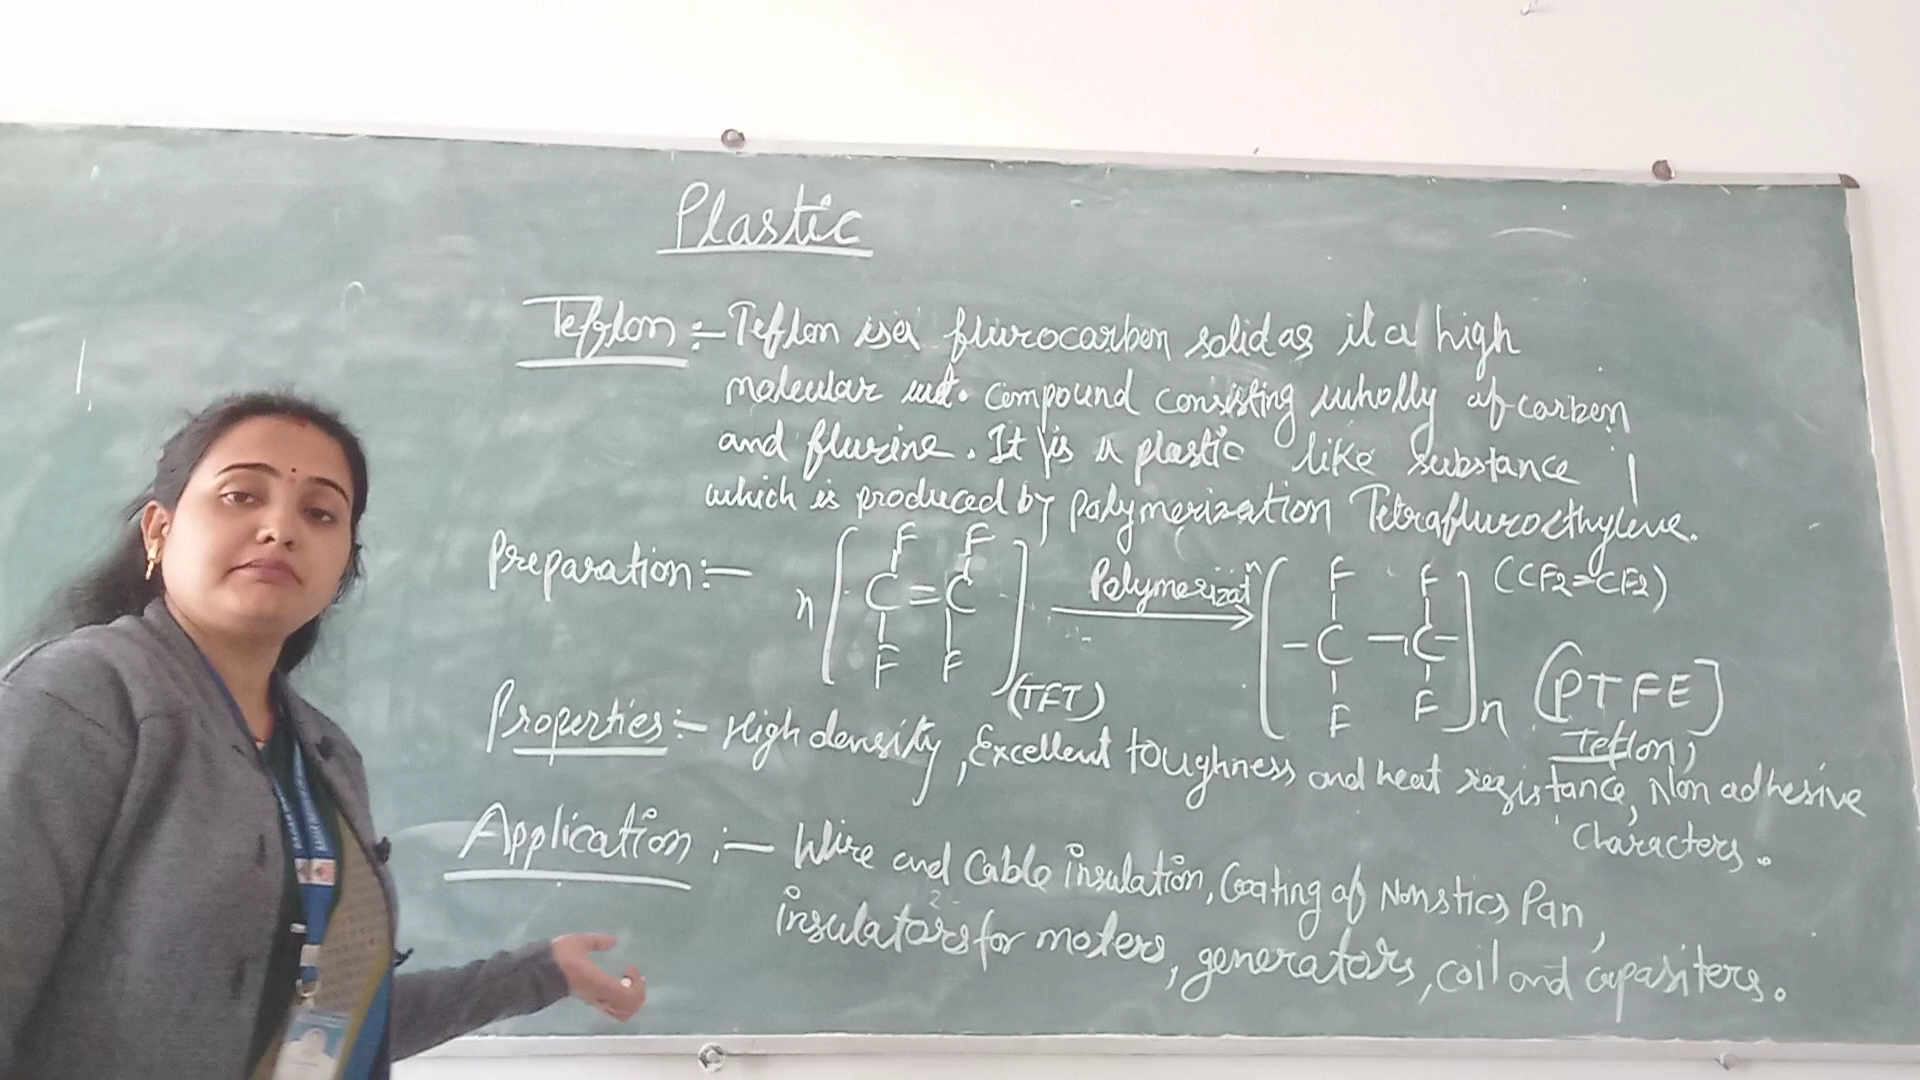 Plastic
Teflon :- Teflon is a flurocarbon solid as it a high
molecular wt. compound consisting wholly of carbon
and flurine. It is a plastic like substance
which is produced by polymerization Tetrafluroethylene.
(CF2=CF2)
Preparation :-
n [ F F
C = C
F F ] (TFT)
Polymerizatn
[ F F
- C - C -
F F ]n
(PTFE]
Teflon,
Properties :- High density, Excellent toughness and heat resistance, Non adhesive
characters.
Application :- Wire and Cable insulation, Coating of Nonstics Pan,
insulators for moters, generators, coil and capasiters.